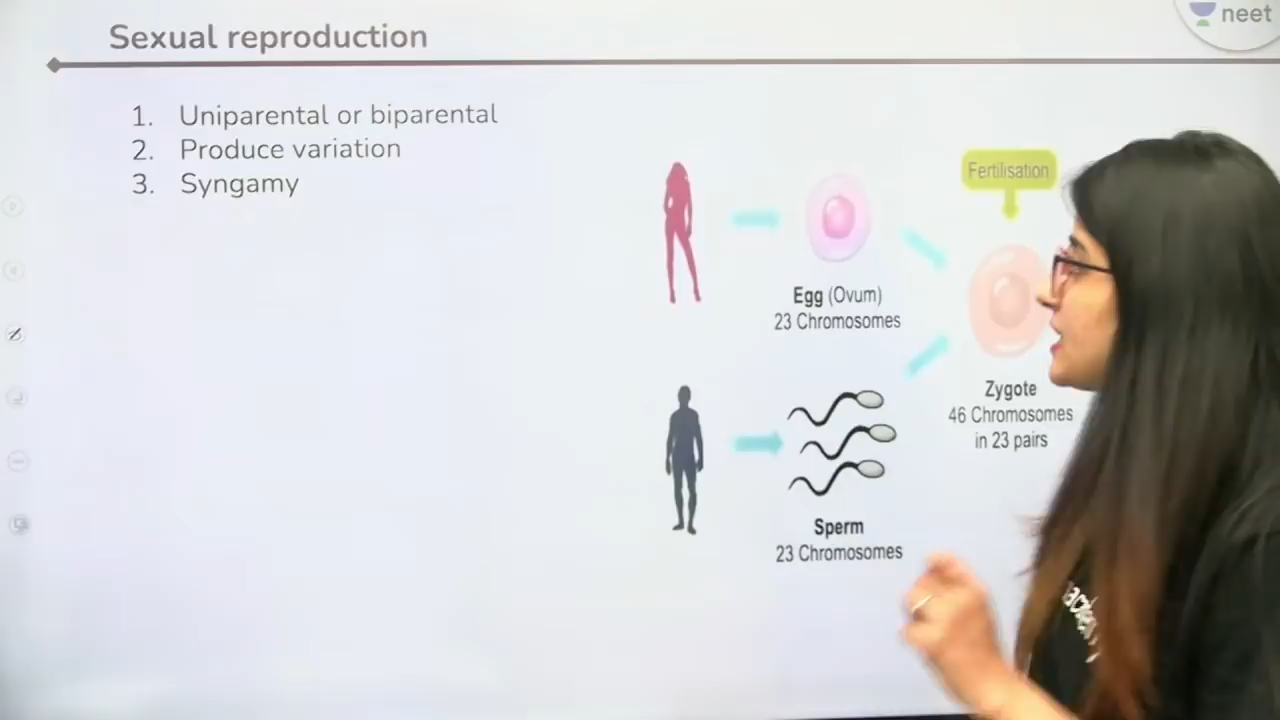 Sexual reproduction
neet
1. Uniparental or biparental
2. Produce variation
3. Syngamy
Fertilisation
Egg (Ovum)
23 Chromosomes
Zygote
46 Chromosomes
in 23 pairs
Sperm
23 Chromosomes